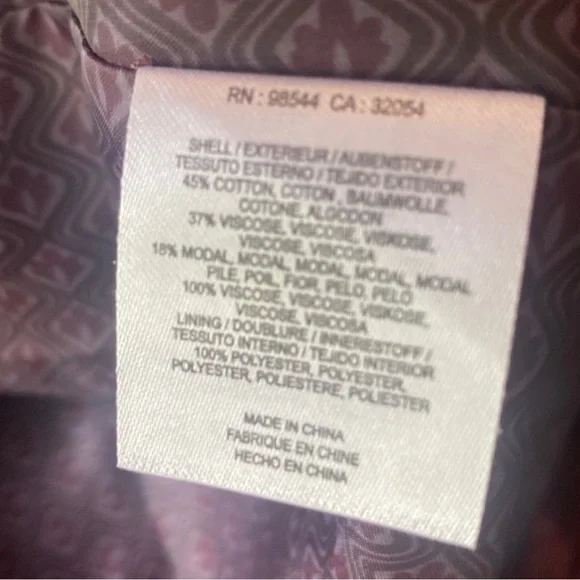 RN : 98544 CA : 32054
SHELL / EXTERIEUR / AUBENSTOFF /
TESSUTO ESTERNO / TEJIDO EXTERIOR
45% COTTON, COTON , BAUMWOLLE,
COTONE, ALGODON
37% VISCOSE, VISCOSE, VISKOSE,
VISCOSE, VISCOSA
18% MODAL, MODAL, MODAL, MODAL, MODAL
PILE, POIL, FIOR, PELO, PELO
100% VISCOSE, VISCOSE, VISKOSE,
VISCOSE, VISCOSA
LINING / DOUBLURE / INNERESTOFF /
TESSUTO INTERNO / TEJIDO INTERIOR
100% POLYESTER, POLYESTER,
POLYESTER, POLIESTERE, POLIESTER
MADE IN CHINA
FABRIQUE EN CHINE
HECHO EN CHINA